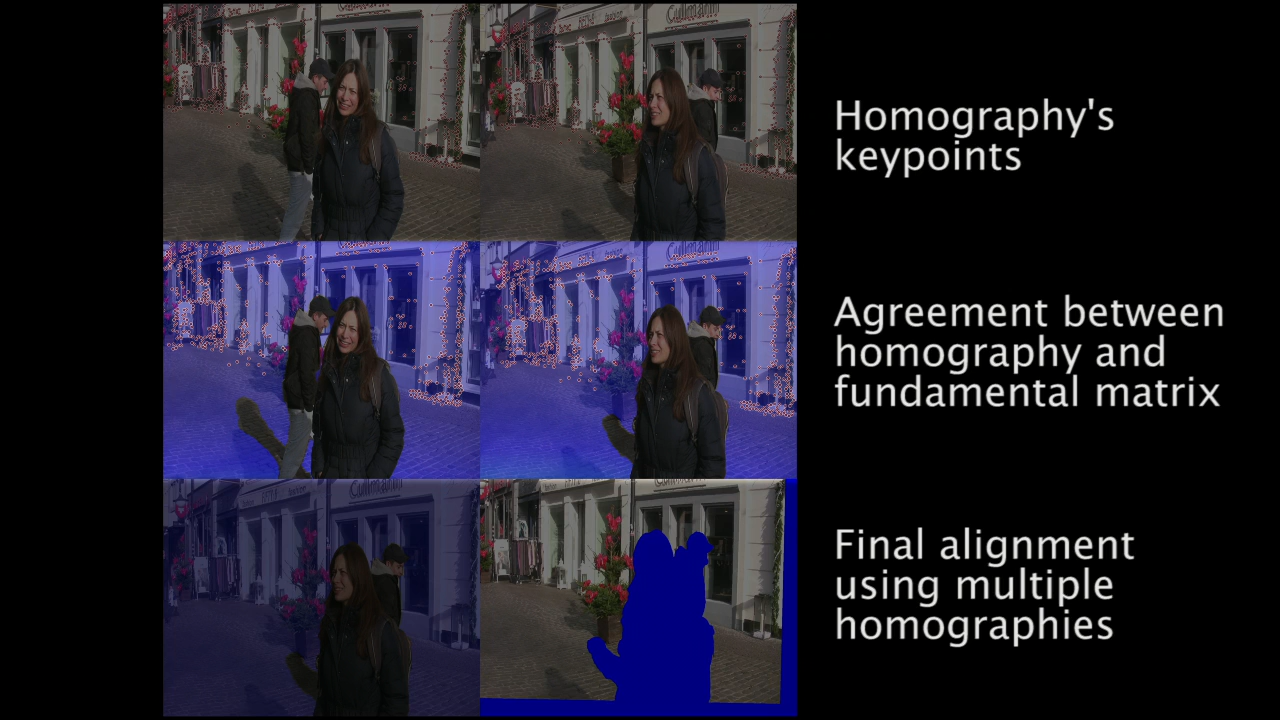 Homography's
keypoints
Agreement between
homography and
fundamental matrix
Final alignment
using multiple
homographies